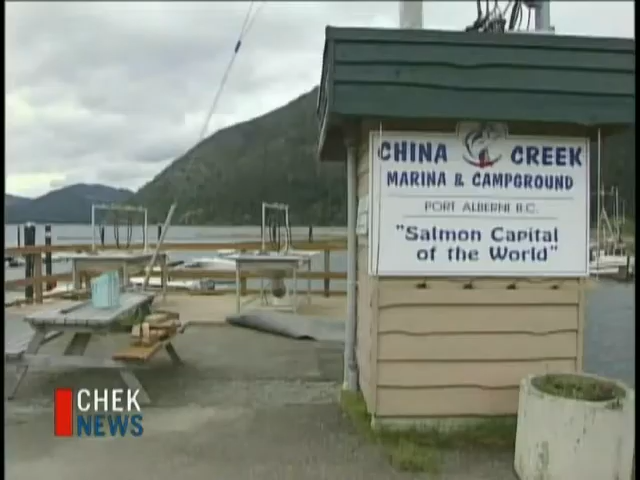 CHINA CREEK
MARINA & CAMPGROUND
PORT ALBERNI B.C.
"Salmon Capital
of the World"
CHEK
NEWS